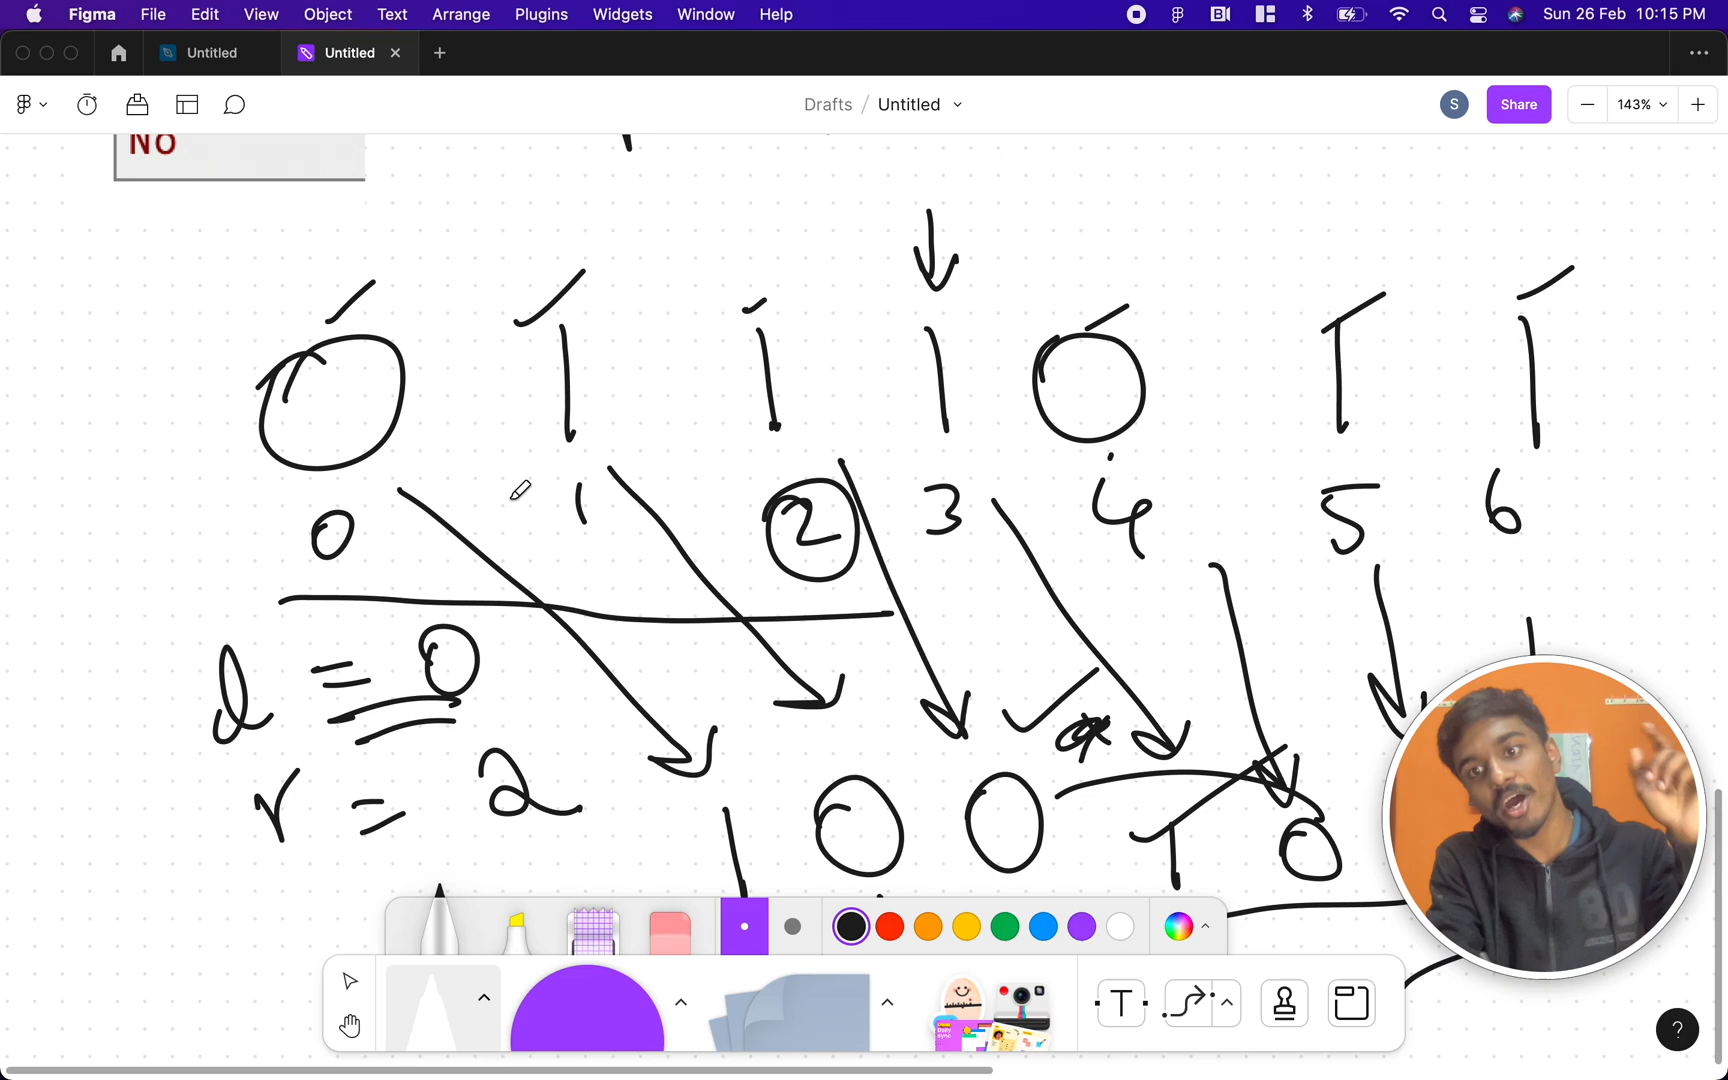 Figma File Edit View Object Text Arrange Plugins Widgets Window Help Sun 26 Feb 10:15 PM
Untitled Untitled
Drafts / Untitled S Share 143%
NO
0 1 1 1 0 1 1
0 1 2 3 4 5 6
l = 0
r = 2
1 0 0 1 0
T
?